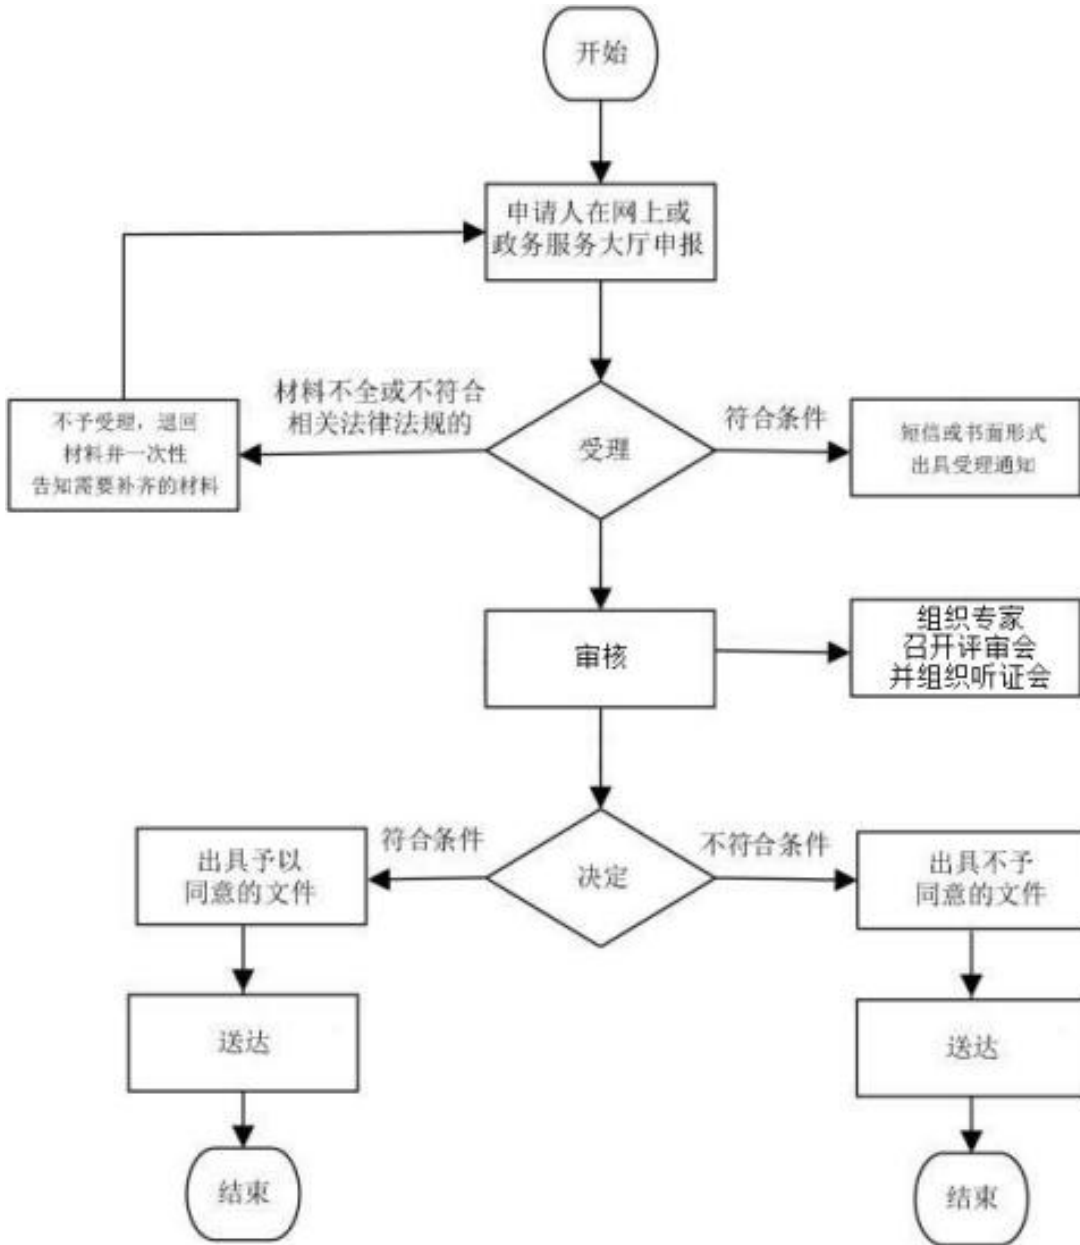 开始
申请人在网上或
政务服务大厅申报
材料不全或不符合
相关法律法规的
符合条件
不予受理，退回
材料并一次性
告知需要补齐的材料
受理
短信或书面形式
出具受理通知
审核
组织专家
召开评审会
并组织听证会
符合条件
不符合条件
出具予以
同意的文件
决定
出具不予
同意的文件
送达
送达
结束
结束